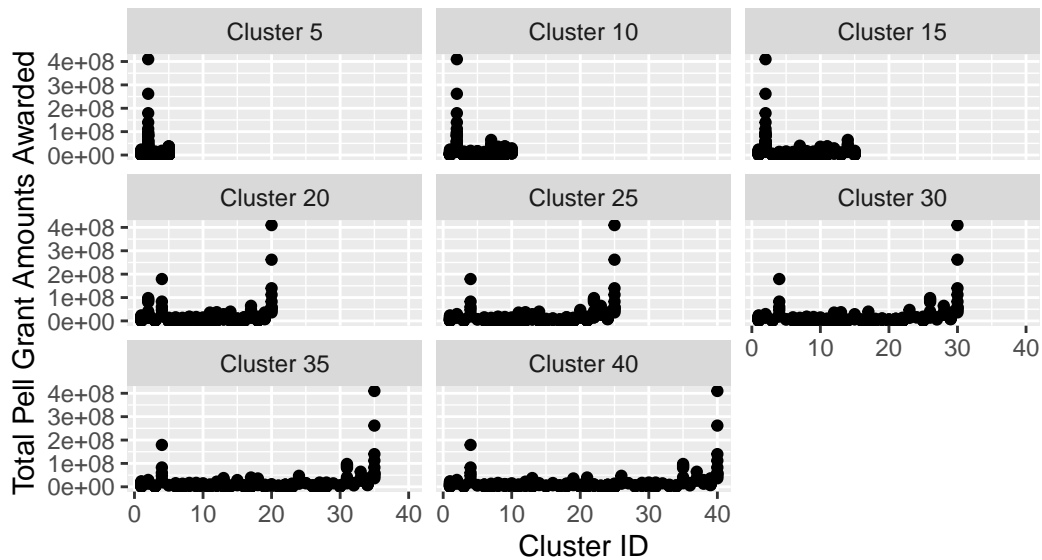 Total Pell Grant Amounts Awarded
Cluster 5 Cluster 10 Cluster 15
4e+08
3e+08
2e+08
1e+08
0e+00
Cluster 20 Cluster 25 Cluster 30
4e+08
3e+08
2e+08
1e+08
0e+00
0 10 20 30 40
Cluster 35 Cluster 40
4e+08
3e+08
2e+08
1e+08
0e+00
0 10 20 30 40 0 10 20 30 40
Cluster ID